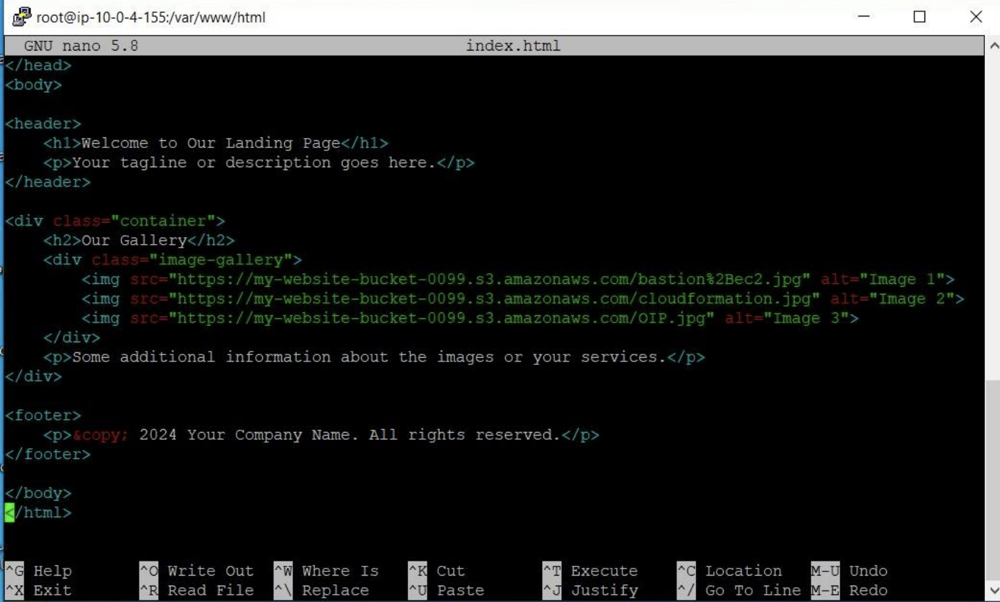 root@ip-10-0-4-155:/var/www/html
GNU nano 5.8 index.html
</head>
<body>
<header>
<h1>Welcome to Our Landing Page</h1>
<p>Your tagline or description goes here.</p>
</header>
<div class="container">
<h2>Our Gallery</h2>
<div class="image-gallery">
<img src="https://my-website-bucket-0099.s3.amazonaws.com/bastion%2Bec2.jpg" alt="Image 1">
<img src="https://my-website-bucket-0099.s3.amazonaws.com/cloudformation.jpg" alt="Image 2">
<img src="https://my-website-bucket-0099.s3.amazonaws.com/OIP.jpg" alt="Image 3">
</div>
<p>Some additional information about the images or your services.</p>
</div>
<footer>
<p>&copy; 2024 Your Company Name. All rights reserved.</p>
</footer>
</body>
</html>
^G Help ^O Write Out ^W Where Is ^K Cut ^T Execute ^C Location M-U Undo
^X Exit ^R Read File ^\ Replace ^U Paste ^J Justify ^/ Go To Line M-E Redo